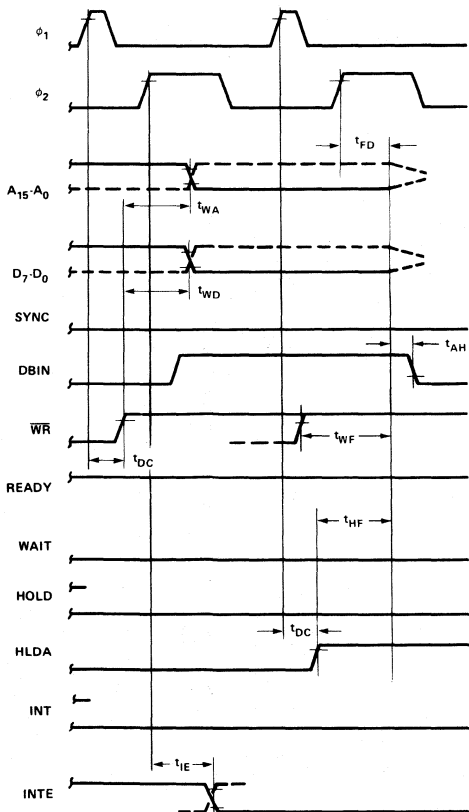 ϕ1
ϕ2
tFD
A15-A0
tWA
D7-D0
tWD
SYNC
tAH
DBIN
WR
tWF
tDC
READY
tHF
WAIT
HOLD
tDC
HLDA
INT
tIE
INTE